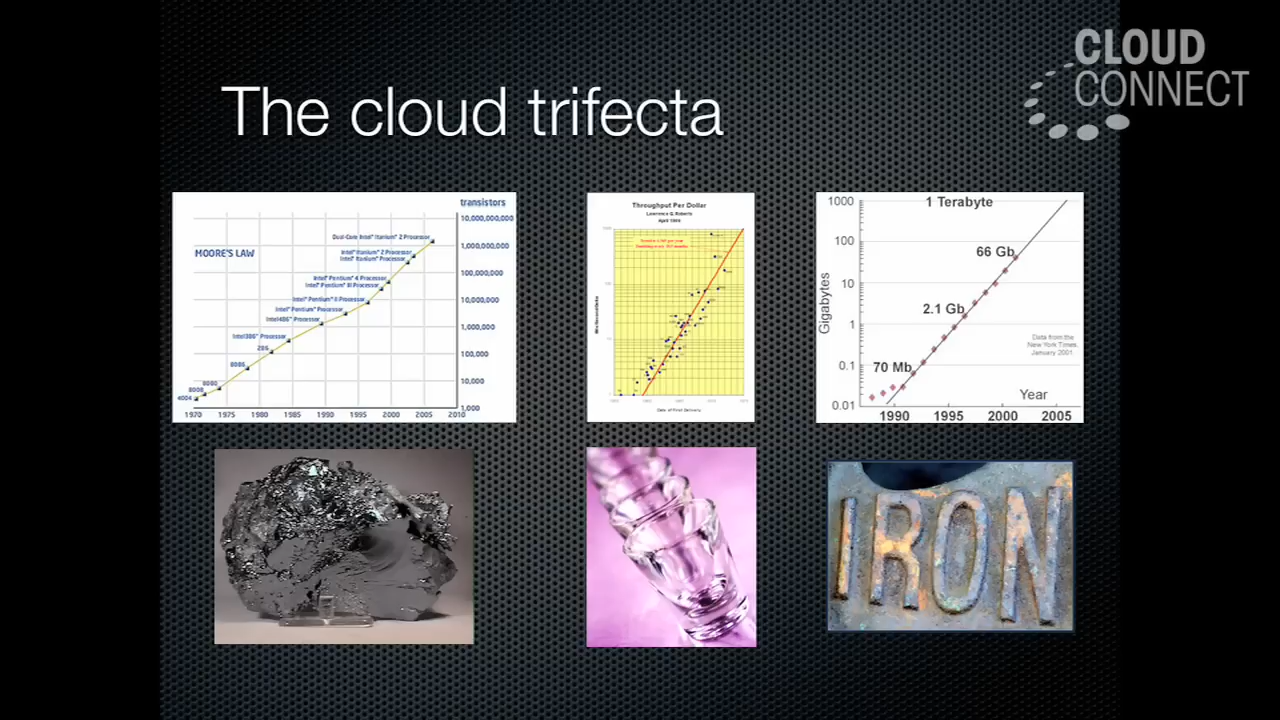 CLOUD
CONNECT
The cloud trifecta
transistors
10,000,000,000
MOORE'S LAW
Dual-Core Intel® Itanium® 2 Processor
1,000,000,000
Intel® Itanium® 2 Processor
Intel® Itanium® Processor
100,000,000
Intel® Pentium® 4 Processor
Intel® Pentium® III Processor
10,000,000
Intel® Pentium® II Processor
Intel® Pentium® Processor
Intel486™ Processor
1,000,000
Intel386™ Processor
286
100,000
8086
10,000
8080
8008
4004
1,000
1970 1975 1980 1985 1990 1995 2000 2005 2010
Throughput Per Dollar
Lawrence G. Roberts
Date of First Delivery
1 Terabyte
1000
100
10
1
0.1
0.01
Gigabytes
66 Gb
2.1 Gb
70 Mb
Data from the
New York Times
January 2001
Year
1990 1995 2000 2005
IRON